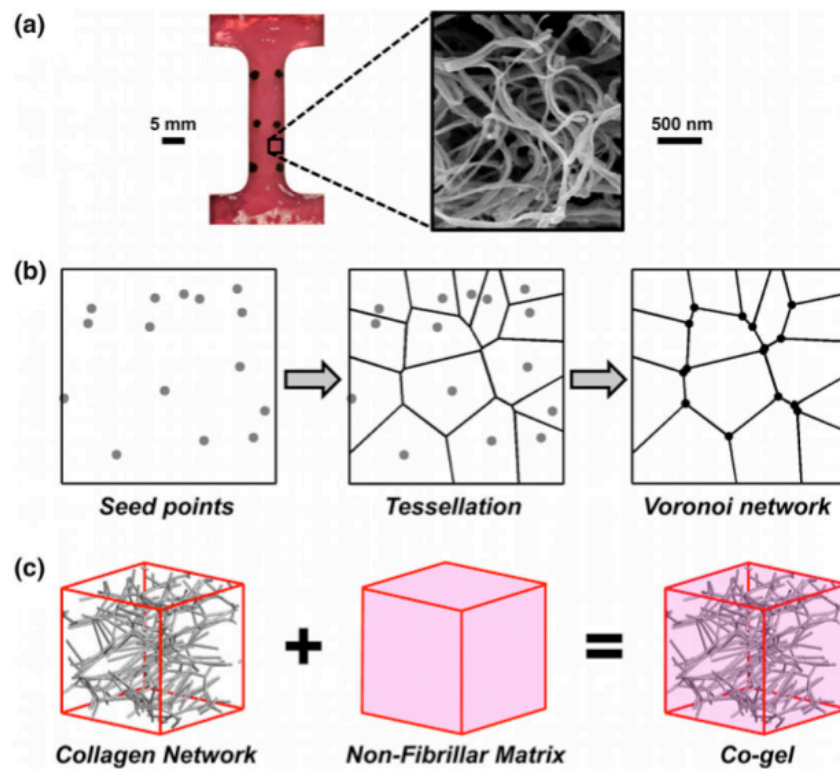 (a)
5 mm
500 nm
(b)
Seed points
Tessellation
Voronoi network
(c)
Collagen Network
Non-Fibrillar Matrix
Co-gel